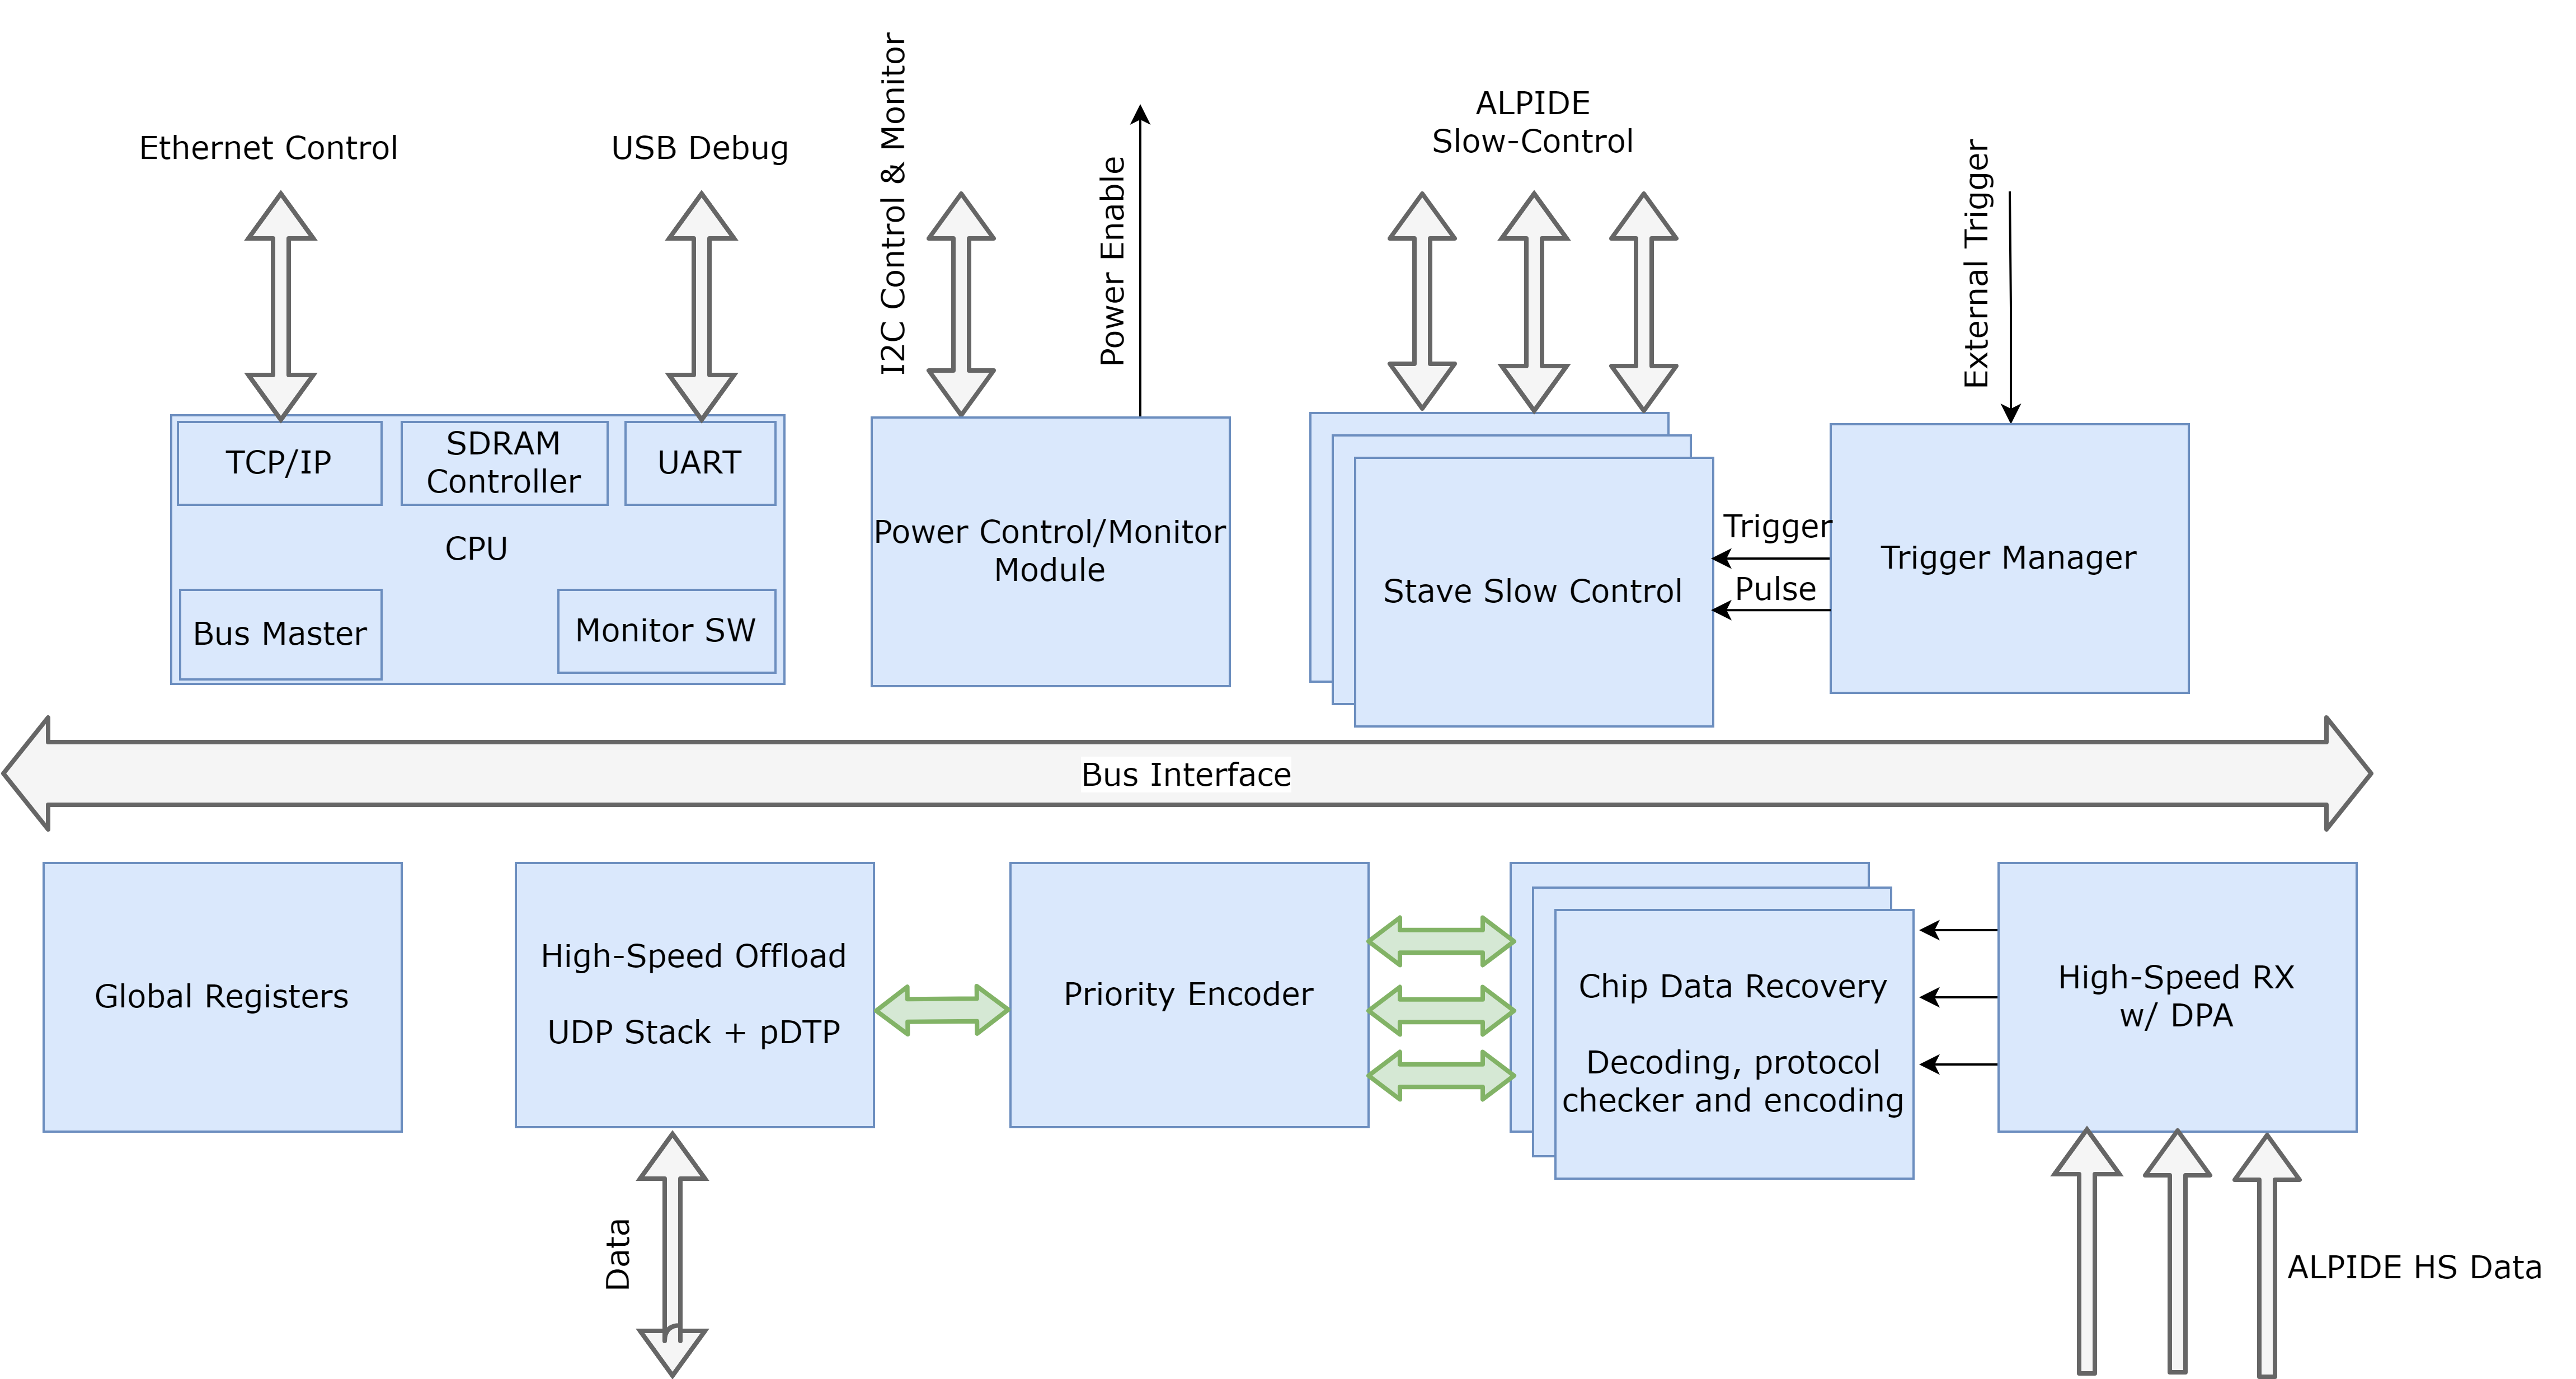 Ethernet Control
USB Debug
I2C Control & Monitor
Power Enable
ALPIDE
Slow-Control
External Trigger
TCP/IP
SDRAM
Controller
UART
CPU
Bus Master
Monitor SW
Power Control/Monitor
Module
Stave Slow Control
Trigger
Pulse
Trigger Manager
Bus Interface
Global Registers
High-Speed Offload
UDP Stack + pDTP
Priority Encoder
Chip Data Recovery
Decoding, protocol
checker and encoding
High-Speed RX
w/ DPA
Data
ALPIDE HS Data